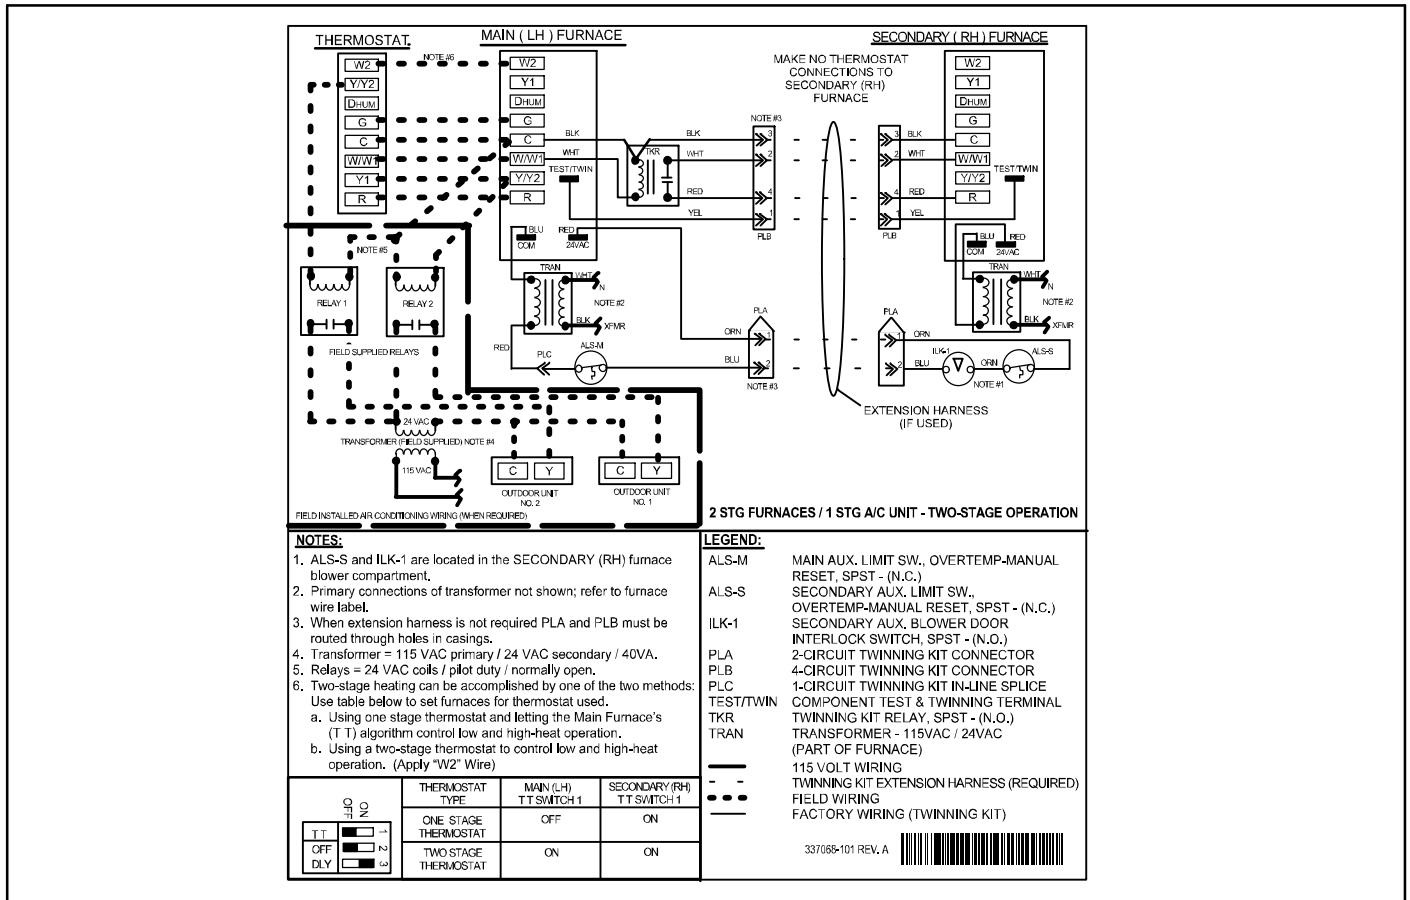 THERMOSTAT
MAIN ( LH ) FURNACE
SECONDARY ( RH ) FURNACE
W2
Y/Y2
DHUM
G
C
W/W1
Y1
R
NOTE #6
W2
Y1
DHUM
G
C
W/W1
Y/Y2
R
MAKE NO THERMOSTAT
CONNECTIONS TO
SECONDARY (RH)
FURNACE
W2
Y1
DHUM
G
C
W/W1
Y/Y2
R
BLK
WHT
TEST/TWIN
TKR
BLK
WHT
RED
YEL
NOTE #3
3
2
4
1
PLB
3
2
4
1
PLB
BLK
WHT
RED
YEL
TEST/TWIN
BLU
COM
RED
24VAC
BLU
COM
RED
24VAC
NOTE #5
RELAY 1
RELAY 2
FIELD SUPPLIED RELAYS
TRAN
WHT
N
NOTE #2
BLK
XFMR
RED
PLC
ALS-M
ORN
BLU
PLA
1
2
NOTE #3
PLA
1
2
ORN
BLU
ILK-1
ORN
ALS-S
NOTE #1
TRAN
WHT
N
NOTE #2
BLK
XFMR
EXTENSION HARNESS
(IF USED)
24 VAC
TRANSFORMER (FIELD SUPPLIED) NOTE #4
115 VAC
C
Y
OUTDOOR UNIT
NO. 2
C
Y
OUTDOOR UNIT
NO. 1
FIELD INSTALLED AIR CONDITIONING WIRING (WHEN REQUIRED)
2 STG FURNACES / 1 STG A/C UNIT - TWO-STAGE OPERATION
NOTES:
1. ALS-S and ILK-1 are located in the SECONDARY (RH) furnace
blower compartment.
2. Primary connections of transformer not shown; refer to furnace
wire label.
3. When extension harness is not required PLA and PLB must be
routed through holes in casings.
4. Transformer = 115 VAC primary / 24 VAC secondary / 40VA.
5. Relays = 24 VAC coils / pilot duty / normally open.
6. Two-stage heating can be accomplished by one of the two methods:
Use table below to set furnaces for thermostat used.
a. Using one stage thermostat and letting the Main Furnace's
(T T) algorithm control low and high-heat operation.
b. Using a two-stage thermostat to control low and high-heat
operation. (Apply "W2" Wire)
OFF
ON
TT
OFF
DLY
1
2
3
THERMOSTAT
TYPE
MAIN (LH)
T T SWITCH 1
SECONDARY (RH)
T T SWITCH 1
ONE STAGE
THERMOSTAT
OFF
ON
TWO STAGE
THERMOSTAT
ON
ON
LEGEND:
ALS-M MAIN AUX. LIMIT SW., OVERTEMP-MANUAL
RESET, SPST - (N.C.)
ALS-S SECONDARY AUX. LIMIT SW.,
OVERTEMP-MANUAL RESET, SPST - (N.C.)
ILK-1 SECONDARY AUX. BLOWER DOOR
INTERLOCK SWITCH, SPST - (N.O.)
PLA 2-CIRCUIT TWINNING KIT CONNECTOR
PLB 4-CIRCUIT TWINNING KIT CONNECTOR
PLC 1-CIRCUIT TWINNING KIT IN-LINE SPLICE
TEST/TWIN COMPONENT TEST & TWINNING TERMINAL
TKR TWINNING KIT RELAY, SPST - (N.O.)
TRAN TRANSFORMER - 115VAC / 24VAC
(PART OF FURNACE)
115 VOLT WIRING
TWINNING KIT EXTENSION HARNESS (REQUIRED)
FIELD WIRING
FACTORY WIRING (TWINNING KIT)
337068-101 REV. A